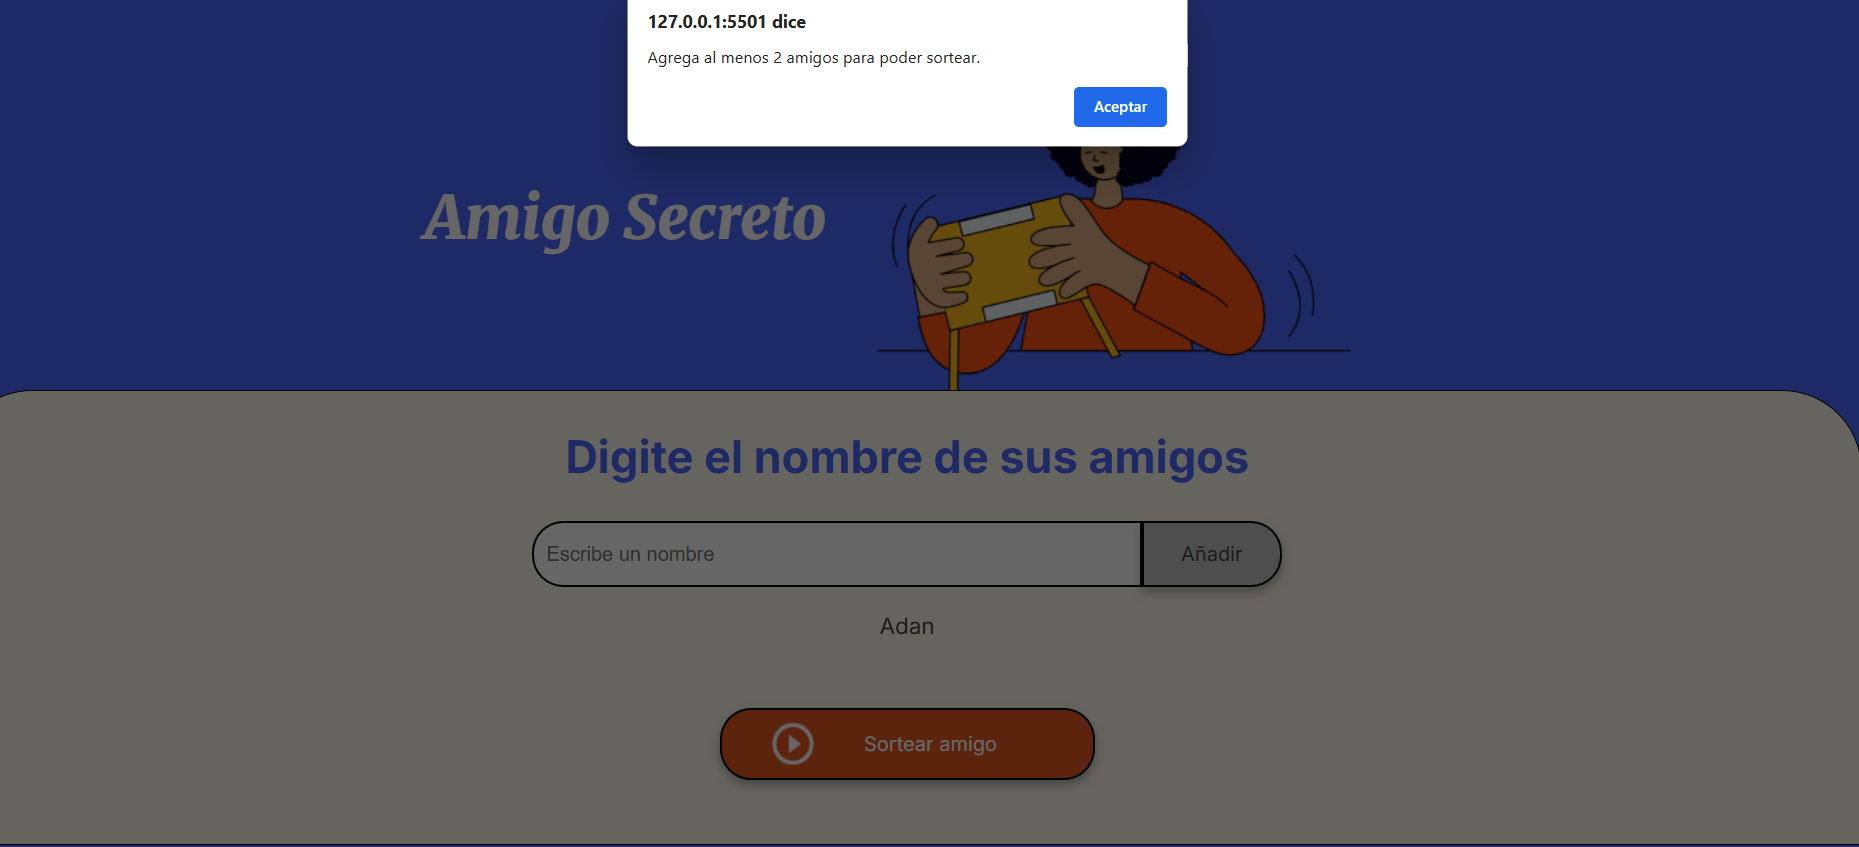 127.0.0.1:5501 dice
Agrega al menos 2 amigos para poder sortear.
Aceptar
Amigo Secreto
Digite el nombre de sus amigos
Escribe un nombre
Añadir
Adan
Sortear amigo